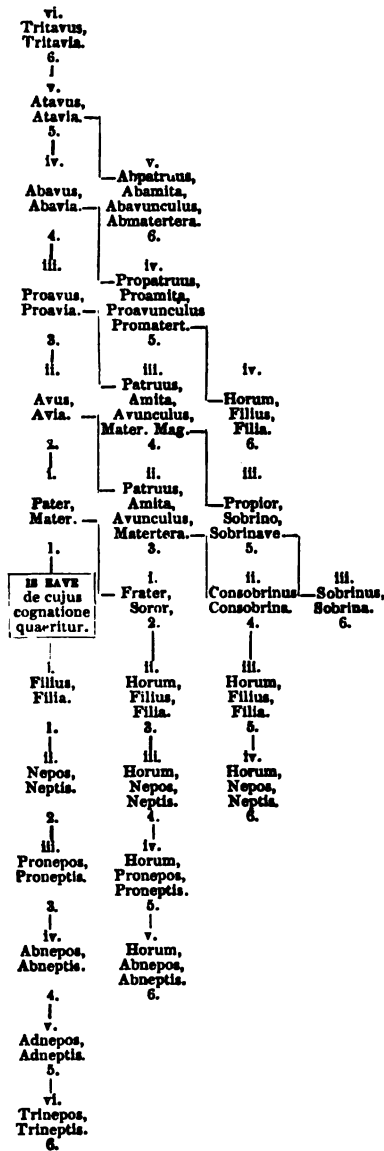 vi.
Tritavus,
Tritavia.
6.
v.
Atavus,
Atavia.
5.
iv.
Abavus,
Abavia.
4.
iii.
Proavus,
Proavia.
3.
ii.
Avus,
Avia.
2.
i.
Pater,
Mater.
1.
IS EAVE
de cujus
cognatione
quaeritur.
i.
Filius,
Filia.
1.
ii.
Nepos,
Neptis.
2.
iii.
Pronepos,
Proneptis.
3.
iv.
Abnepos,
Abneptis.
4.
v.
Adnepos,
Adneptis.
5.
vi.
Trinepos,
Trineptis.
6.
v.
Abpatruus,
Abamita,
Abavunculus,
Abmatertera.
6.
iv.
Propatruus,
Proamita,
Proavunculus
Promatert.
5.
iii.
Patruus,
Amita,
Avunculus,
Mater. Mag.
4.
ii.
Patruus,
Amita,
Avunculus,
Matertera.
3.
i.
Frater,
Soror,
2.
ii.
Horum,
Filius,
Filia.
3.
iii.
Horum,
Nepos,
Neptis.
4.
iv.
Horum,
Pronepos,
Proneptis.
5.
v.
Horum,
Abnepos,
Abneptis.
6.
iv.
Horum,
Filius,
Filia.
6.
iii.
Propior,
Sobrino,
Sobrinave
5.
ii.
Consobrinus
Consobrina.
4.
iii.
Horum,
Filius,
Filia.
5.
iv.
Horum,
Nepos,
Neptis.
6.
iii.
Sobrinus,
Sobrina.
6.